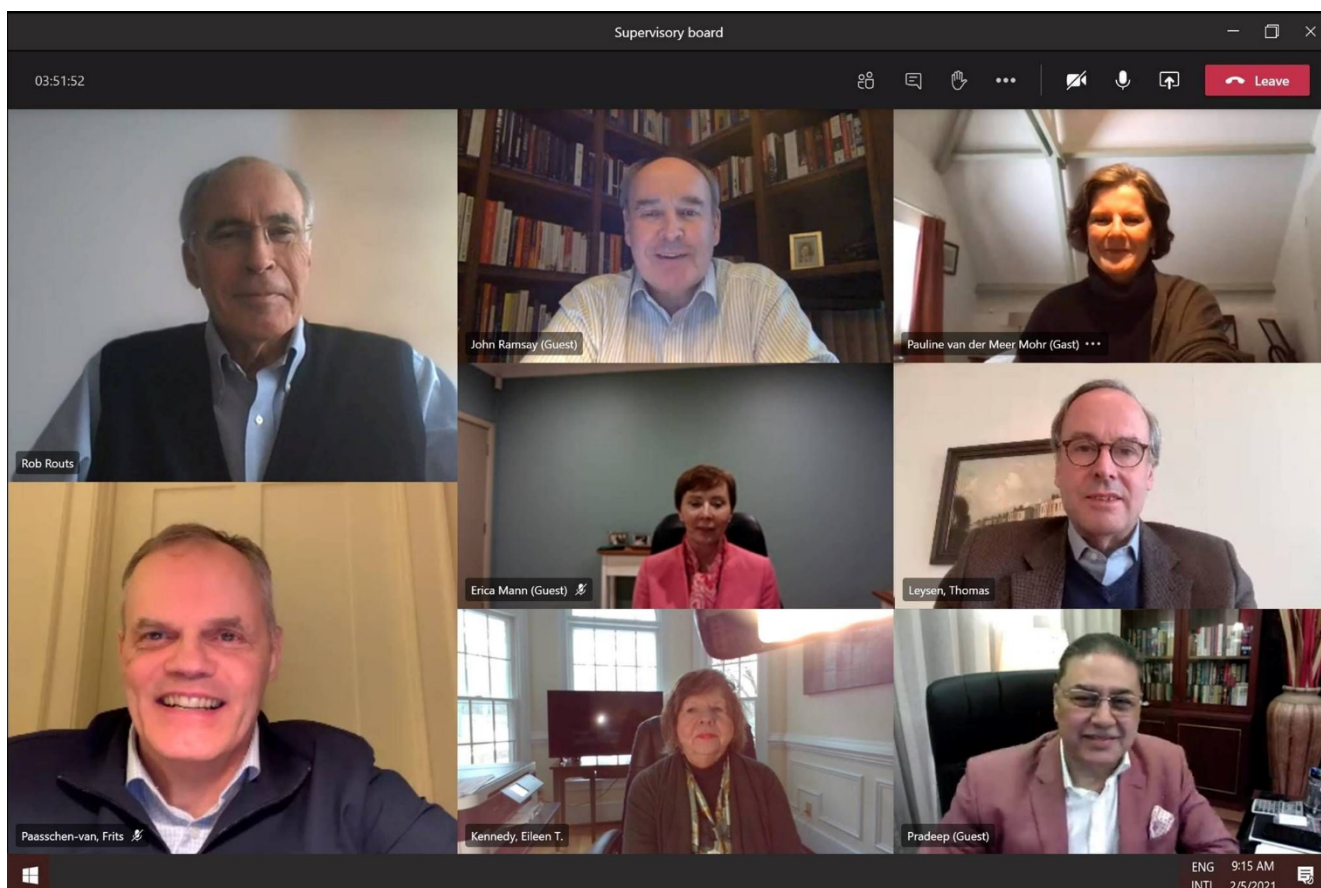 Supervisory board
03:51:52
Leave
John Ramsay (Guest)
Pauline van der Meer Mohr (Gast)
Rob Routs
Erica Mann (Guest)
Leysen, Thomas
Paasschen-van, Frits
Kennedy, Eileen T.
Pradeep (Guest)
ENG 9:15 AM
INTL 2/5/2021